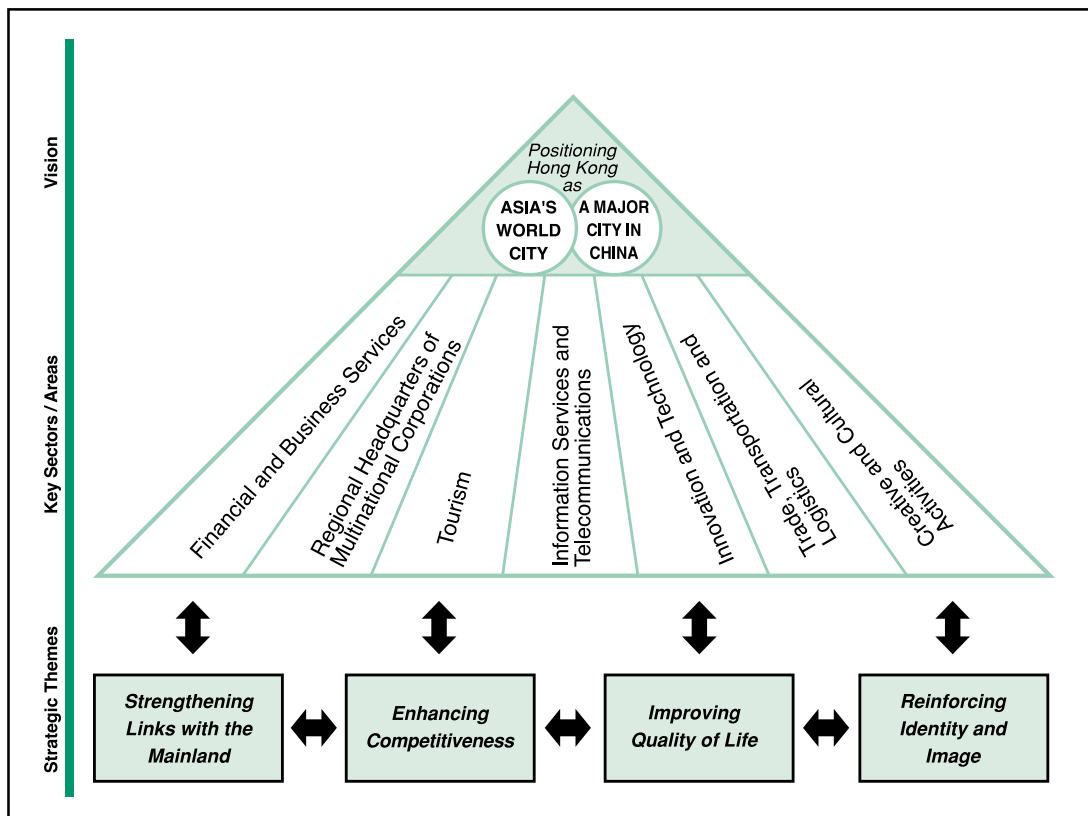 Vision
Positioning
Hong Kong
as
ASIA'S
WORLD
CITY
A MAJOR
CITY IN
CHINA
Key Sectors / Areas
Financial and Business Services
Regional Headquarters of
Multinational Corporations
Tourism
Information Services and
Telecommunications
Innovation and Technology
Trade, Transportation and
Logistics
Creative and Cultural
Activities
Strategic Themes
Strengthening
Links with the
Mainland
Enhancing
Competitiveness
Improving
Quality of Life
Reinforcing
Identity and
Image